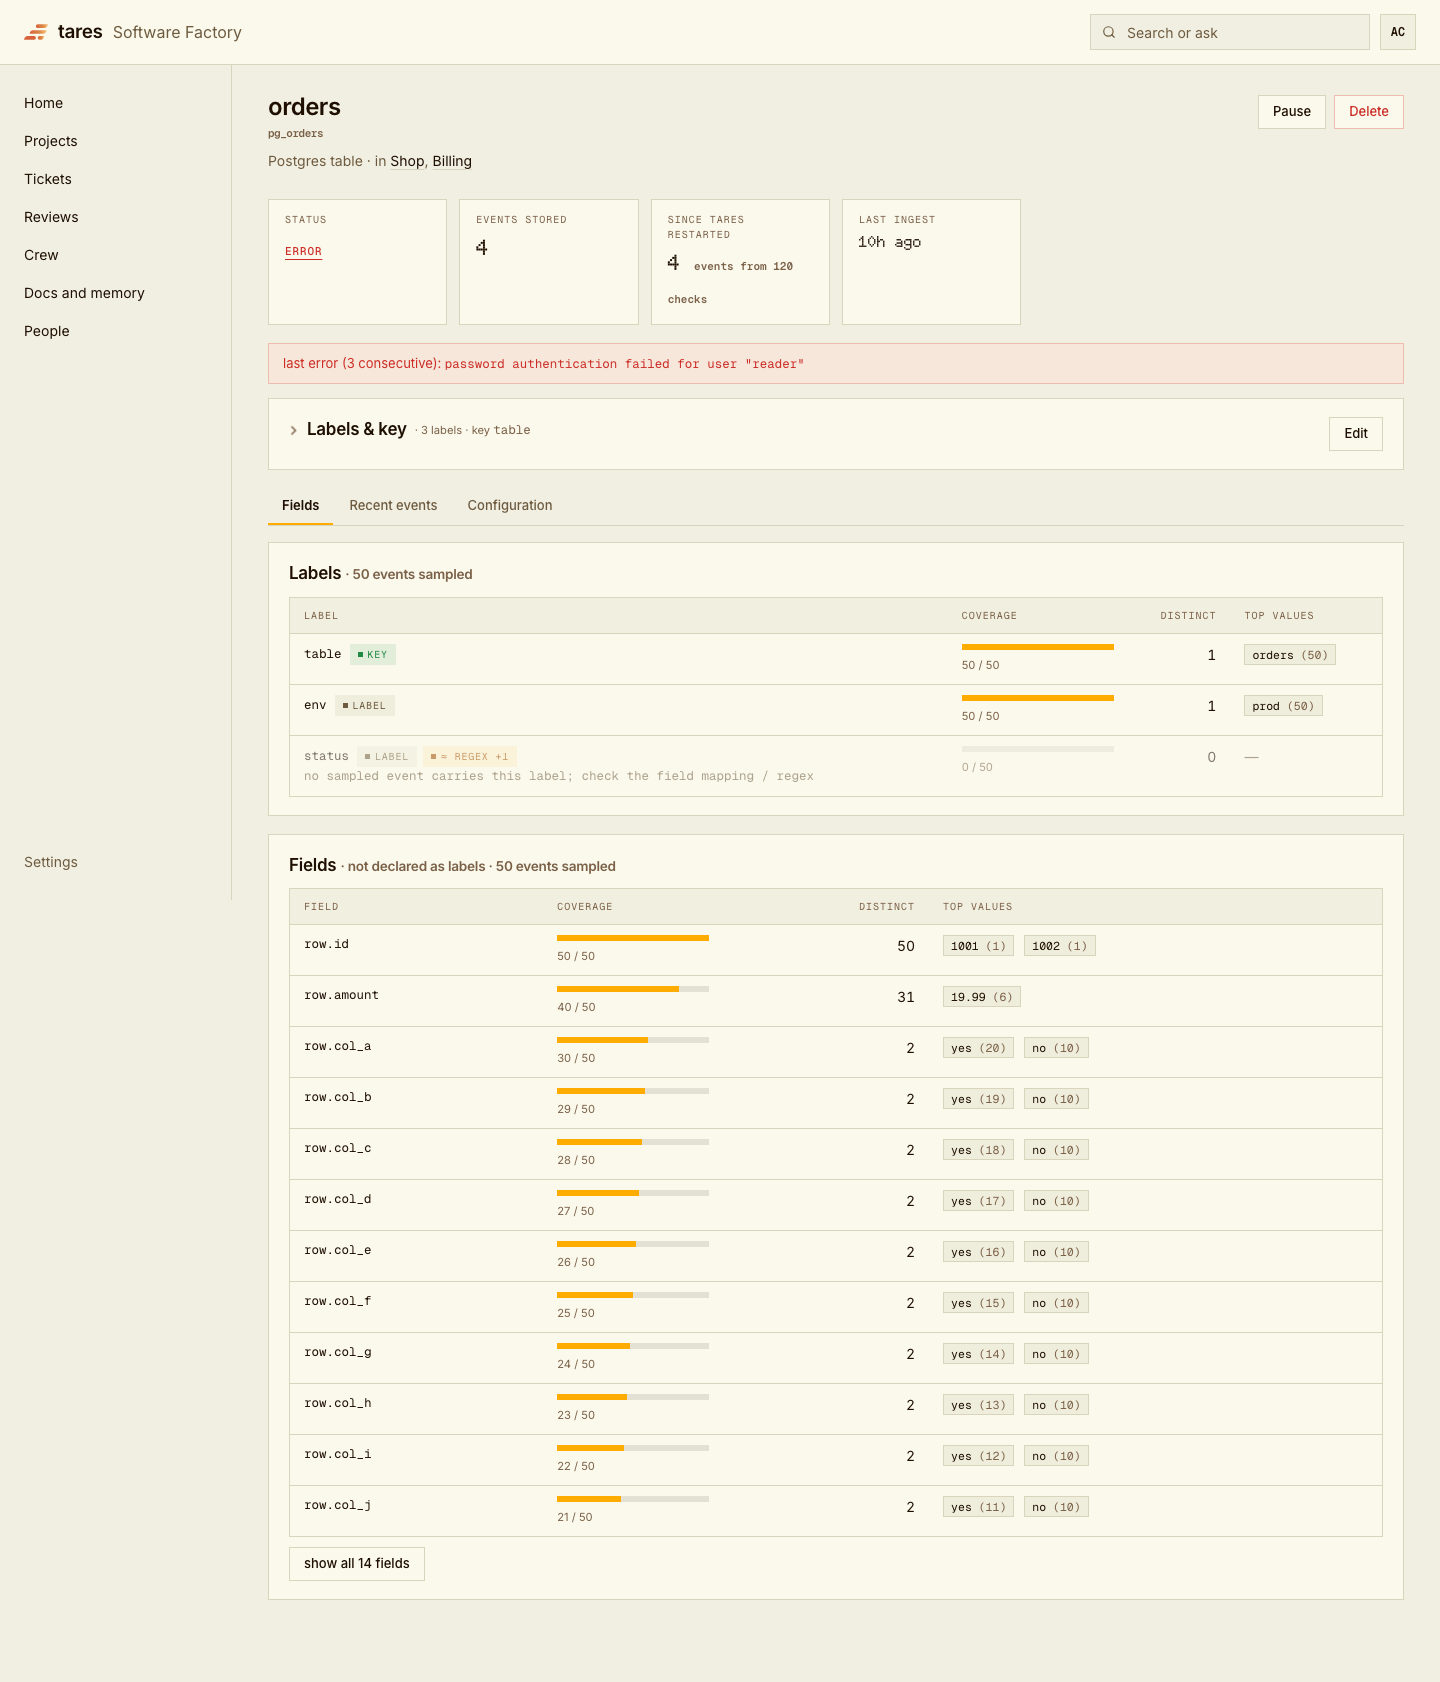 tares Software Factory
Search or ask
AC
Home
Projects
Tickets
Reviews
Crew
Docs and memory
People
Settings
orders
pg_orders
Postgres table · in Shop, Billing
Pause
Delete
STATUS
ERROR
EVENTS STORED
4
SINCE TARES
RESTARTED
4 events from 120
checks
LAST INGEST
10h ago
last error (3 consecutive): password authentication failed for user "reader"
Labels & key · 3 labels · key table
Edit
Fields Recent events Configuration
Labels · 50 events sampled
LABEL COVERAGE DISTINCT TOP VALUES
table KEY 1 orders (50)
50 / 50
env LABEL 1 prod (50)
50 / 50
status LABEL ≈ REGEX +1 0 —
0 / 50
no sampled event carries this label; check the field mapping / regex
Fields · not declared as labels · 50 events sampled
FIELD COVERAGE DISTINCT TOP VALUES
row.id 50 1001 (1) 1002 (1)
50 / 50
row.amount 31 19.99 (6)
40 / 50
row.col_a 2 yes (20) no (10)
30 / 50
row.col_b 2 yes (19) no (10)
29 / 50
row.col_c 2 yes (18) no (10)
28 / 50
row.col_d 2 yes (17) no (10)
27 / 50
row.col_e 2 yes (16) no (10)
26 / 50
row.col_f 2 yes (15) no (10)
25 / 50
row.col_g 2 yes (14) no (10)
24 / 50
row.col_h 2 yes (13) no (10)
23 / 50
row.col_i 2 yes (12) no (10)
22 / 50
row.col_j 2 yes (11) no (10)
21 / 50
show all 14 fields